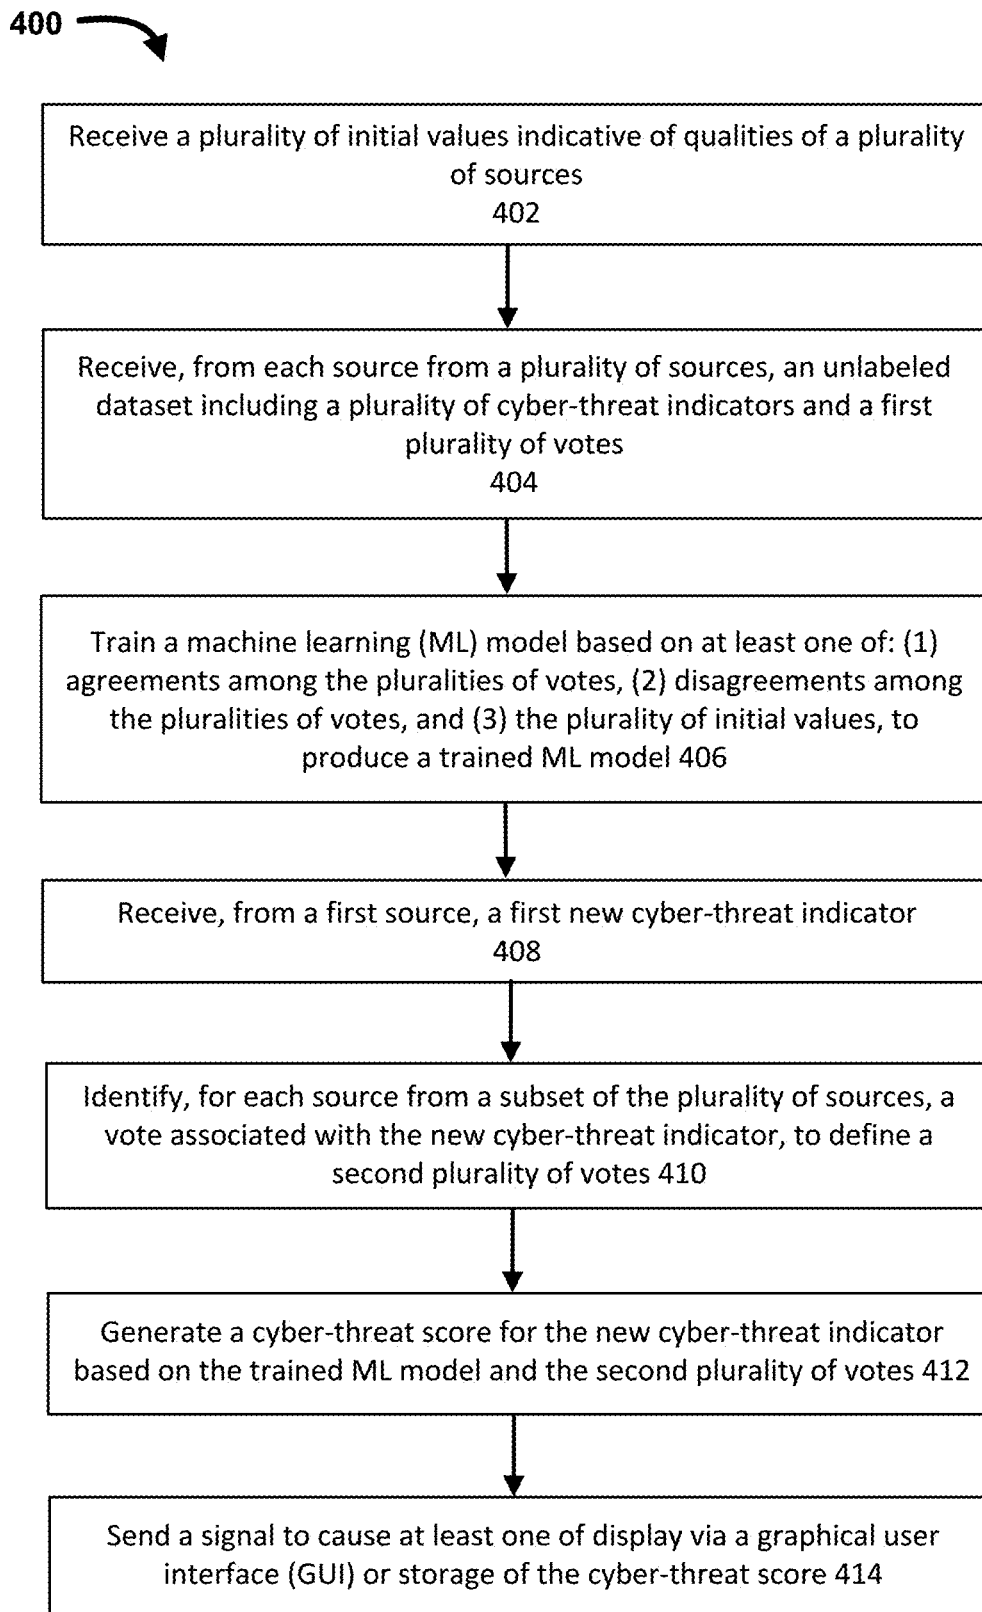 400
Receive a plurality of initial values indicative of qualities of a plurality
of sources
402
Receive, from each source from a plurality of sources, an unlabeled
dataset including a plurality of cyber-threat indicators and a first
plurality of votes
404
Train a machine learning (ML) model based on at least one of: (1)
agreements among the pluralities of votes, (2) disagreements among
the pluralities of votes, and (3) the plurality of initial values, to
produce a trained ML model 406
Receive, from a first source, a first new cyber-threat indicator
408
Identify, for each source from a subset of the plurality of sources, a
vote associated with the new cyber-threat indicator, to define a
second plurality of votes 410
Generate a cyber-threat score for the new cyber-threat indicator
based on the trained ML model and the second plurality of votes 412
Send a signal to cause at least one of display via a graphical user
interface (GUI) or storage of the cyber-threat score 414